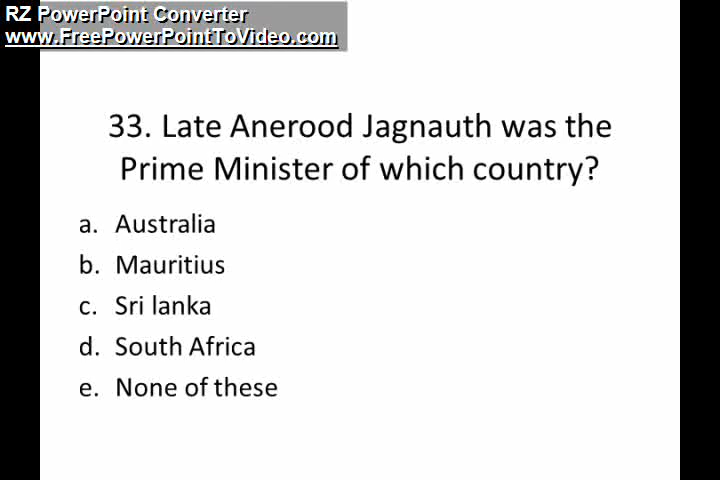 RZ PowerPoint Converter
www.FreePowerPointToVideo.com
33. Late Anerood Jagnauth was the
Prime Minister of which country?
a. Australia
b. Mauritius
c. Sri lanka
d. South Africa
e. None of these